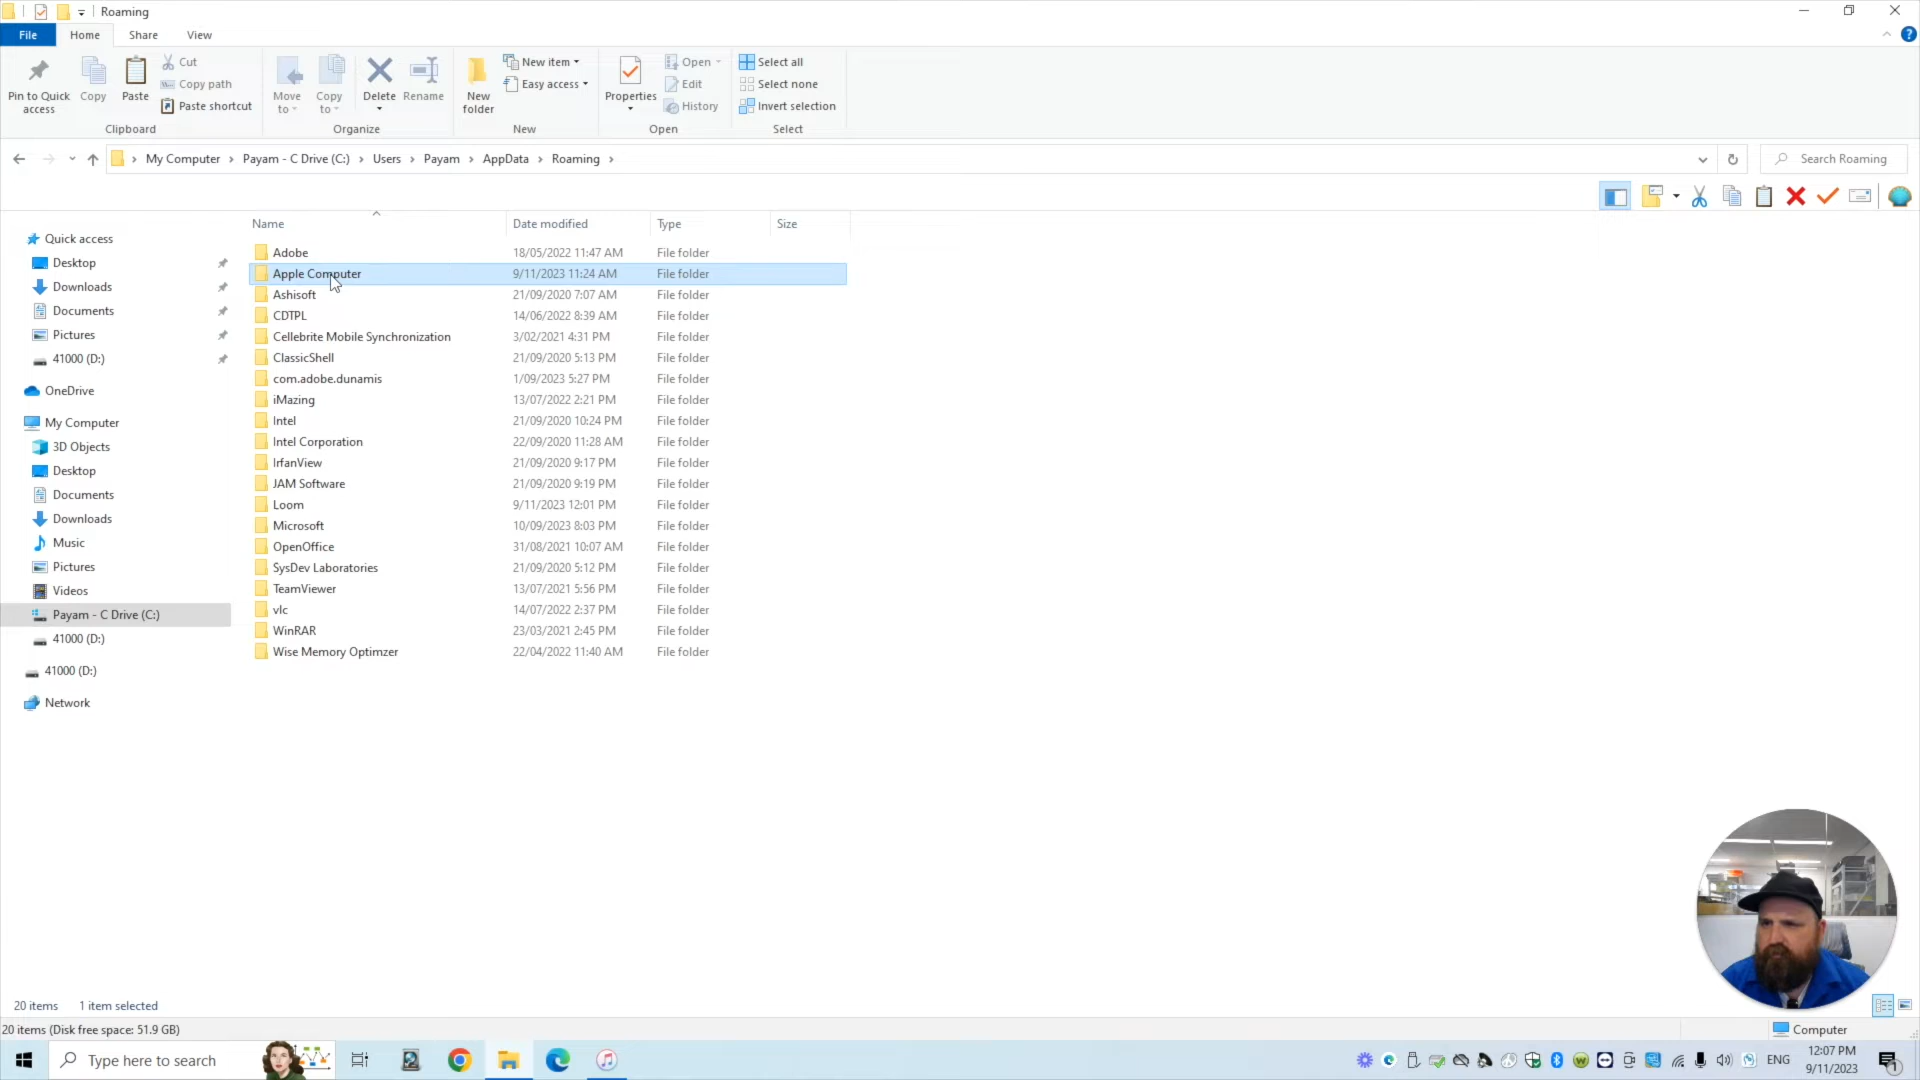 Roaming
File Home Share View
Pin to Quick access
Copy
Paste
Cut
Copy path
Paste shortcut
Clipboard
Move to
Copy to
Delete
Rename
Organize
New folder
New item
Easy access
New
Properties
Open
Edit
History
Open
Select all
Select none
Invert selection
Select
My Computer › Payam - C Drive (C:) › Users › Payam › AppData › Roaming ›
Search Roaming
Quick access
Desktop
Downloads
Documents
Pictures
41000 (D:)
OneDrive
My Computer
3D Objects
Desktop
Documents
Downloads
Music
Pictures
Videos
Payam - C Drive (C:)
41000 (D:)
41000 (D:)
Network
Name Date modified Type Size
Adobe 18/05/2022 11:47 AM File folder
Apple Computer 9/11/2023 11:24 AM File folder
Ashisoft 21/09/2020 7:07 AM File folder
CDTPL 14/06/2022 8:39 AM File folder
Cellebrite Mobile Synchronization 3/02/2021 4:31 PM File folder
ClassicShell 21/09/2020 5:13 PM File folder
com.adobe.dunamis 1/09/2023 5:27 PM File folder
iMazing 13/07/2022 2:21 PM File folder
Intel 21/09/2020 10:24 PM File folder
Intel Corporation 22/09/2020 11:28 AM File folder
IrfanView 21/09/2020 9:17 PM File folder
JAM Software 21/09/2020 9:19 PM File folder
Loom 9/11/2023 12:01 PM File folder
Microsoft 10/09/2023 8:03 PM File folder
OpenOffice 31/08/2021 10:07 AM File folder
SysDev Laboratories 21/09/2020 5:12 PM File folder
TeamViewer 13/07/2021 5:56 PM File folder
vlc 14/07/2022 2:37 PM File folder
WinRAR 23/03/2021 2:45 PM File folder
Wise Memory Optimzer 22/04/2022 11:40 AM File folder
20 items 1 item selected
20 items (Disk free space: 51.9 GB)
Computer
Type here to search
ENG
12:07 PM
9/11/2023
1